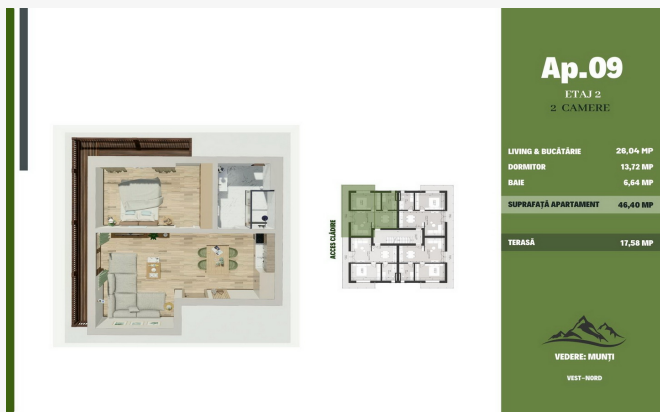 Ap.09
ETAJ 2
2 CAMERE
LIVING & BUCĂTĂRIE 26,04 MP
DORMITOR 13,72 MP
BAIE 6,64 MP
SUPRAFAȚĂ APARTAMENT 46,40 MP
TERASĂ 17,58 MP
ACCES CLĂDIRE
VEDERE: MUNȚI
VEST-NORD